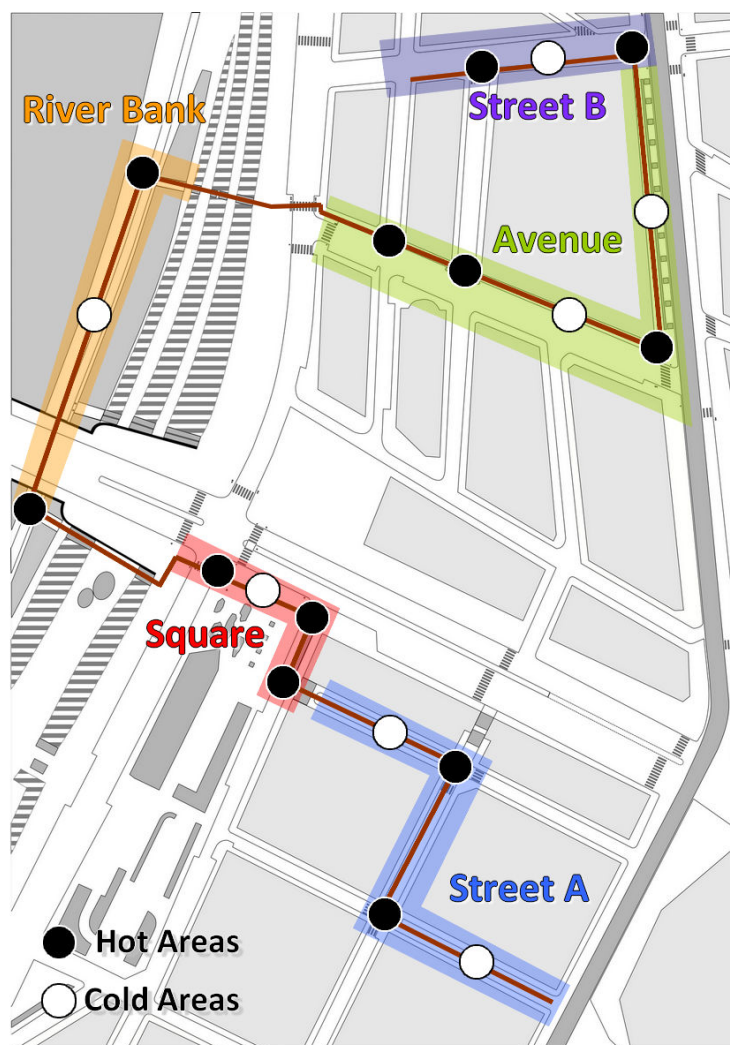 River Bank
Street B
Avenue
Square
Street A
Hot Areas
Cold Areas